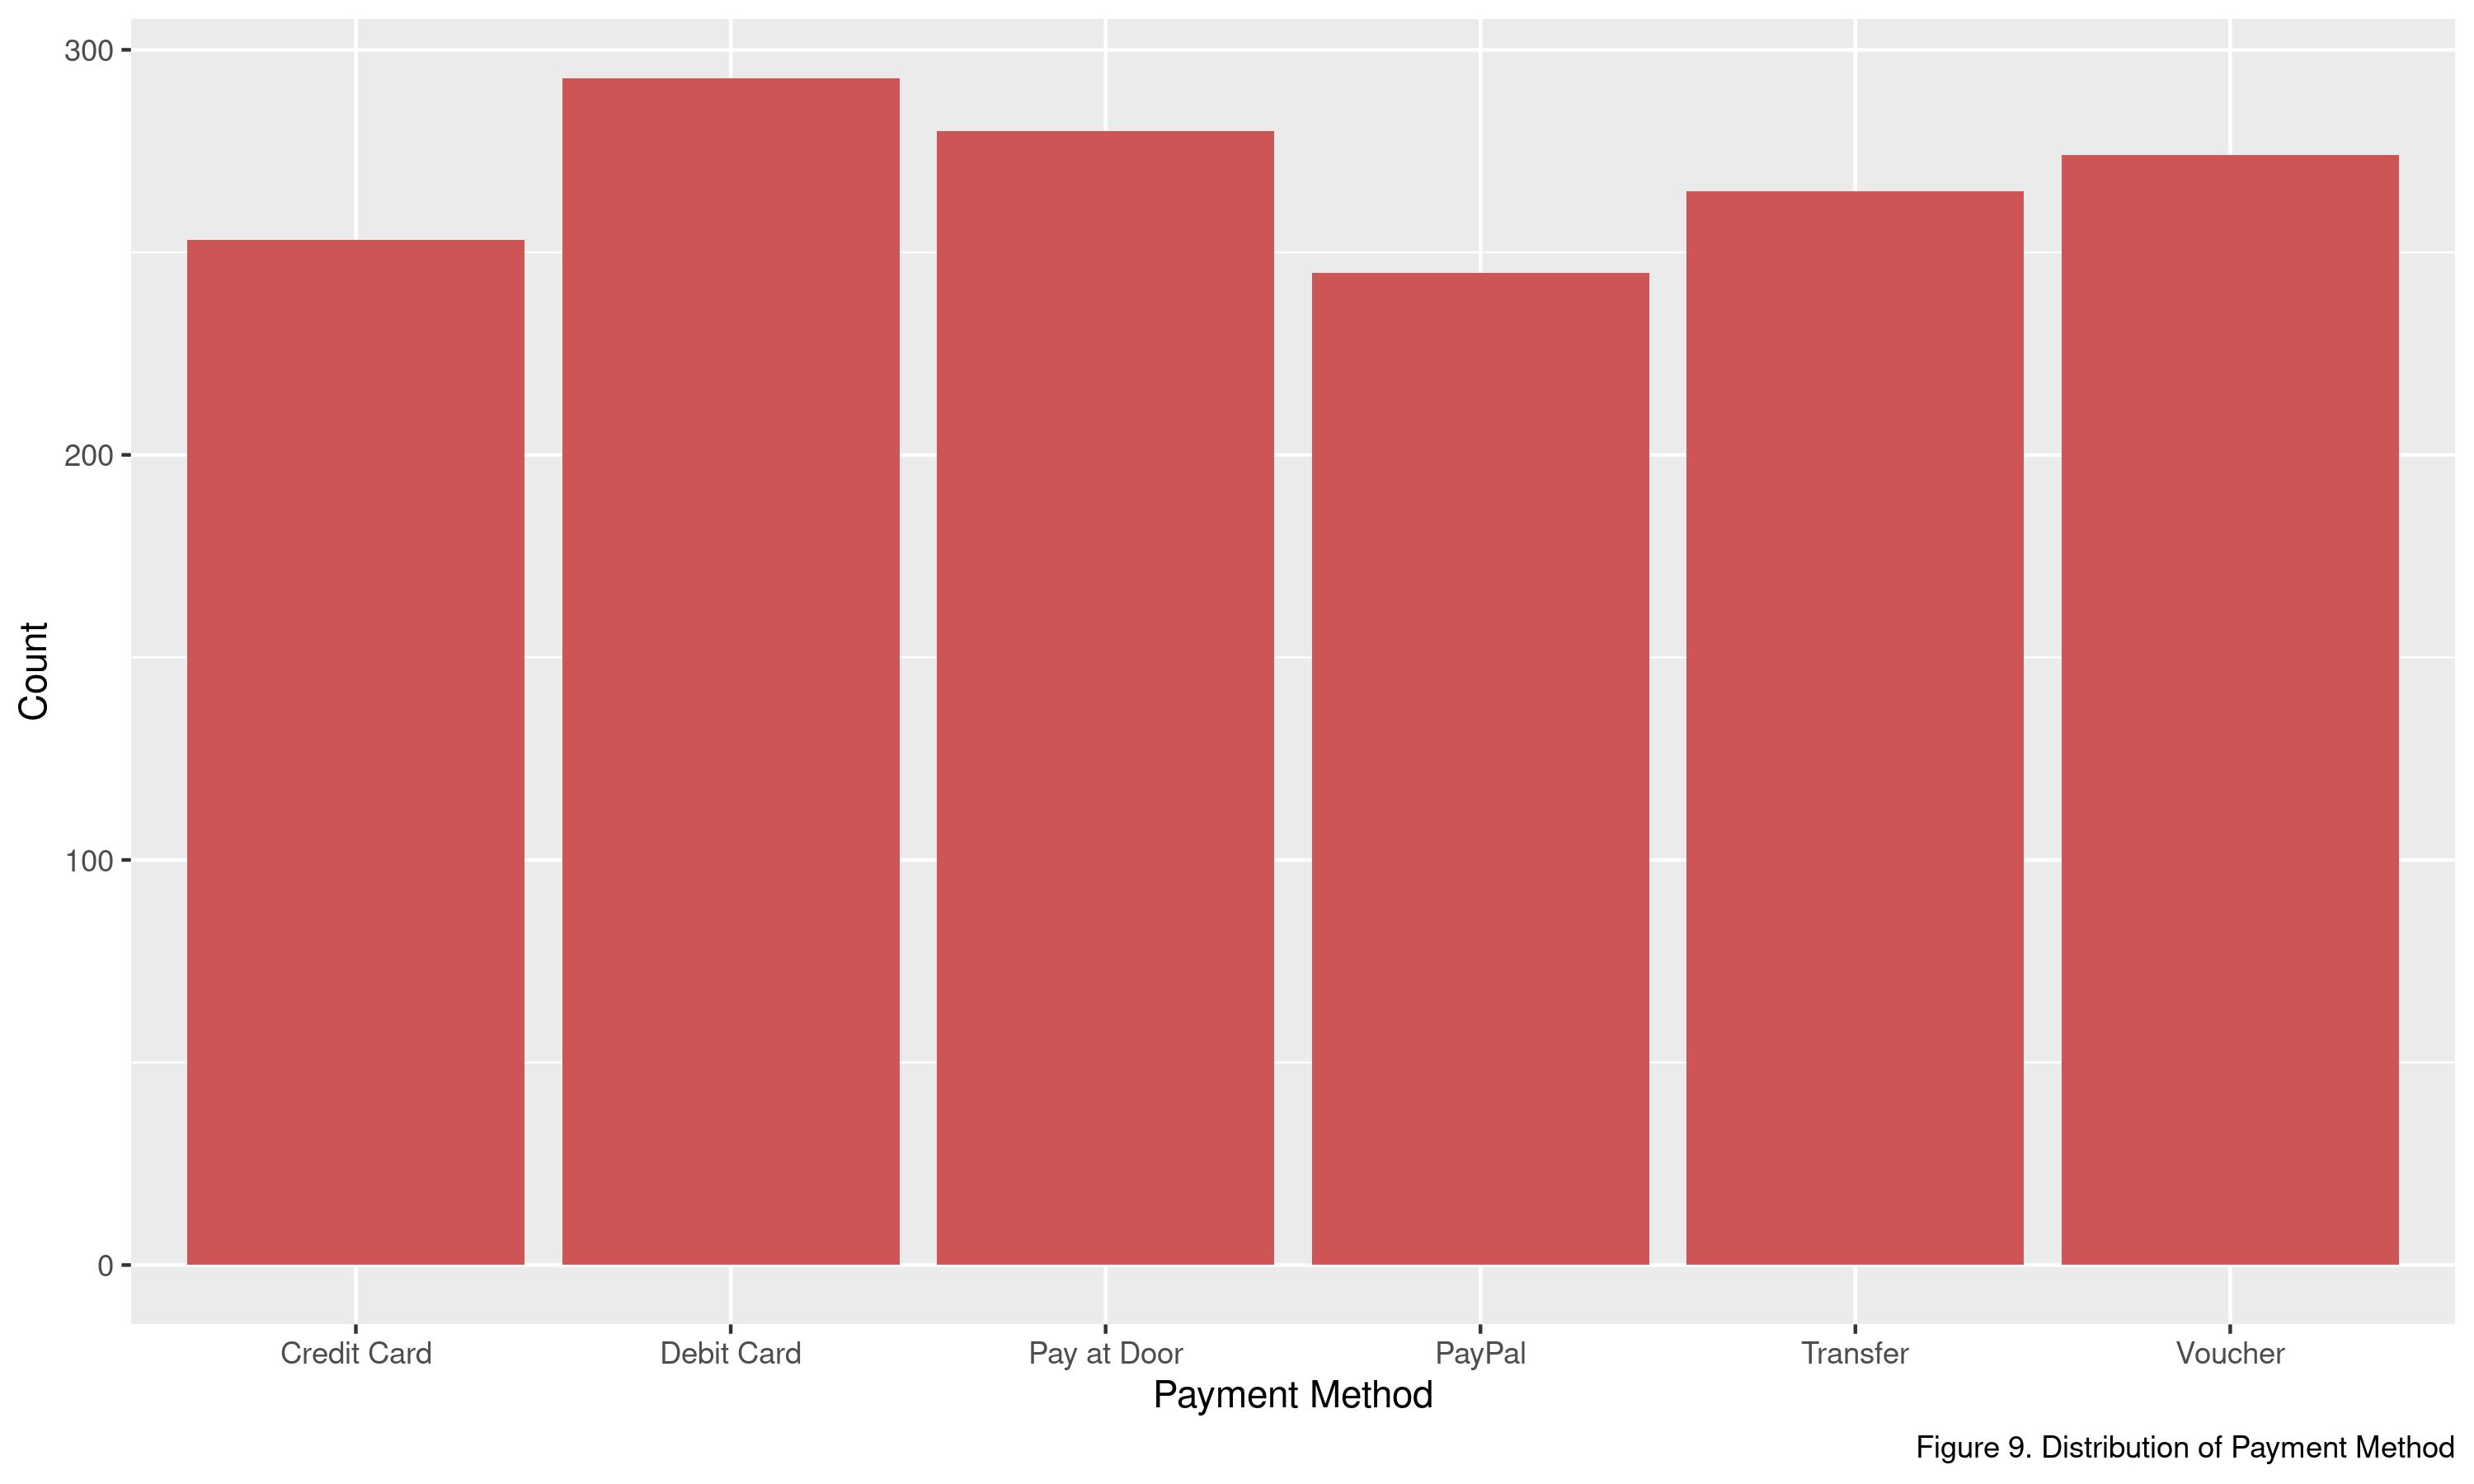 300
200
100
0
Count
Credit Card
Debit Card
Pay at Door
PayPal
Transfer
Voucher
Payment Method
Figure 9. Distribution of Payment Method